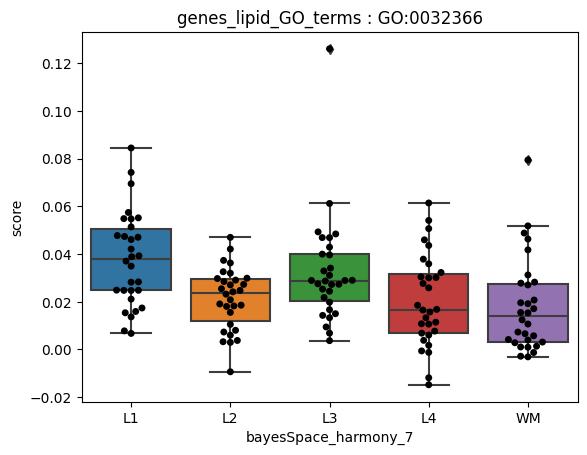 genes_lipid_GO_terms : GO:0032366
0.12
0.10
0.08
0.06
0.04
0.02
0.00
−0.02
score
L1 L2 L3 L4 WM
bayesSpace_harmony_7